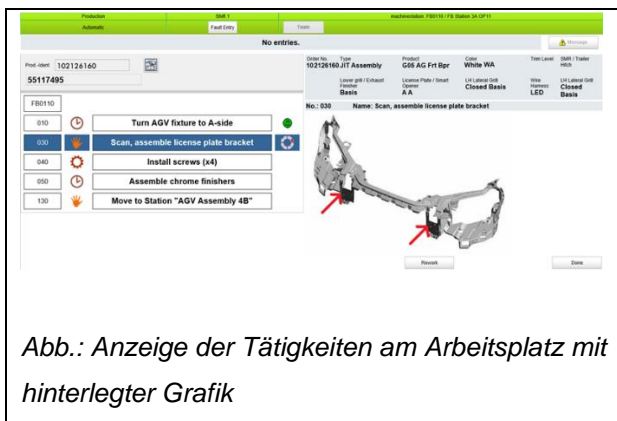 Production Shift 1 machinestation: FB0110 / FB Station 3A OP11
Automatic Fault Entry Team
No entries.
Message
Prod.-Ident 102126160
55117495
FB0110
010 Turn AGV fixture to A-side
030 Scan, assemble license plate bracket
040 Install screws (x4)
050 Assemble chrome finishers
130 Move to Station "AGV Assembly 4B"
Order No. Type Product Color Trim Level SMR / Trailer Hitch
102126160 JIT Assembly G05 AG Frt Bpr White WA
Lower grill / Exhaust Finisher License Plate / Smart Opener LH Lateral Grill Wire Harness LH Lateral Grill
Basis A A Closed Basis LED Closed Basis
No.: 030 Name: Scan, assemble license plate bracket
Rework Done
Abb.: Anzeige der Tätigkeiten am Arbeitsplatz mit
hinterlegter Grafik